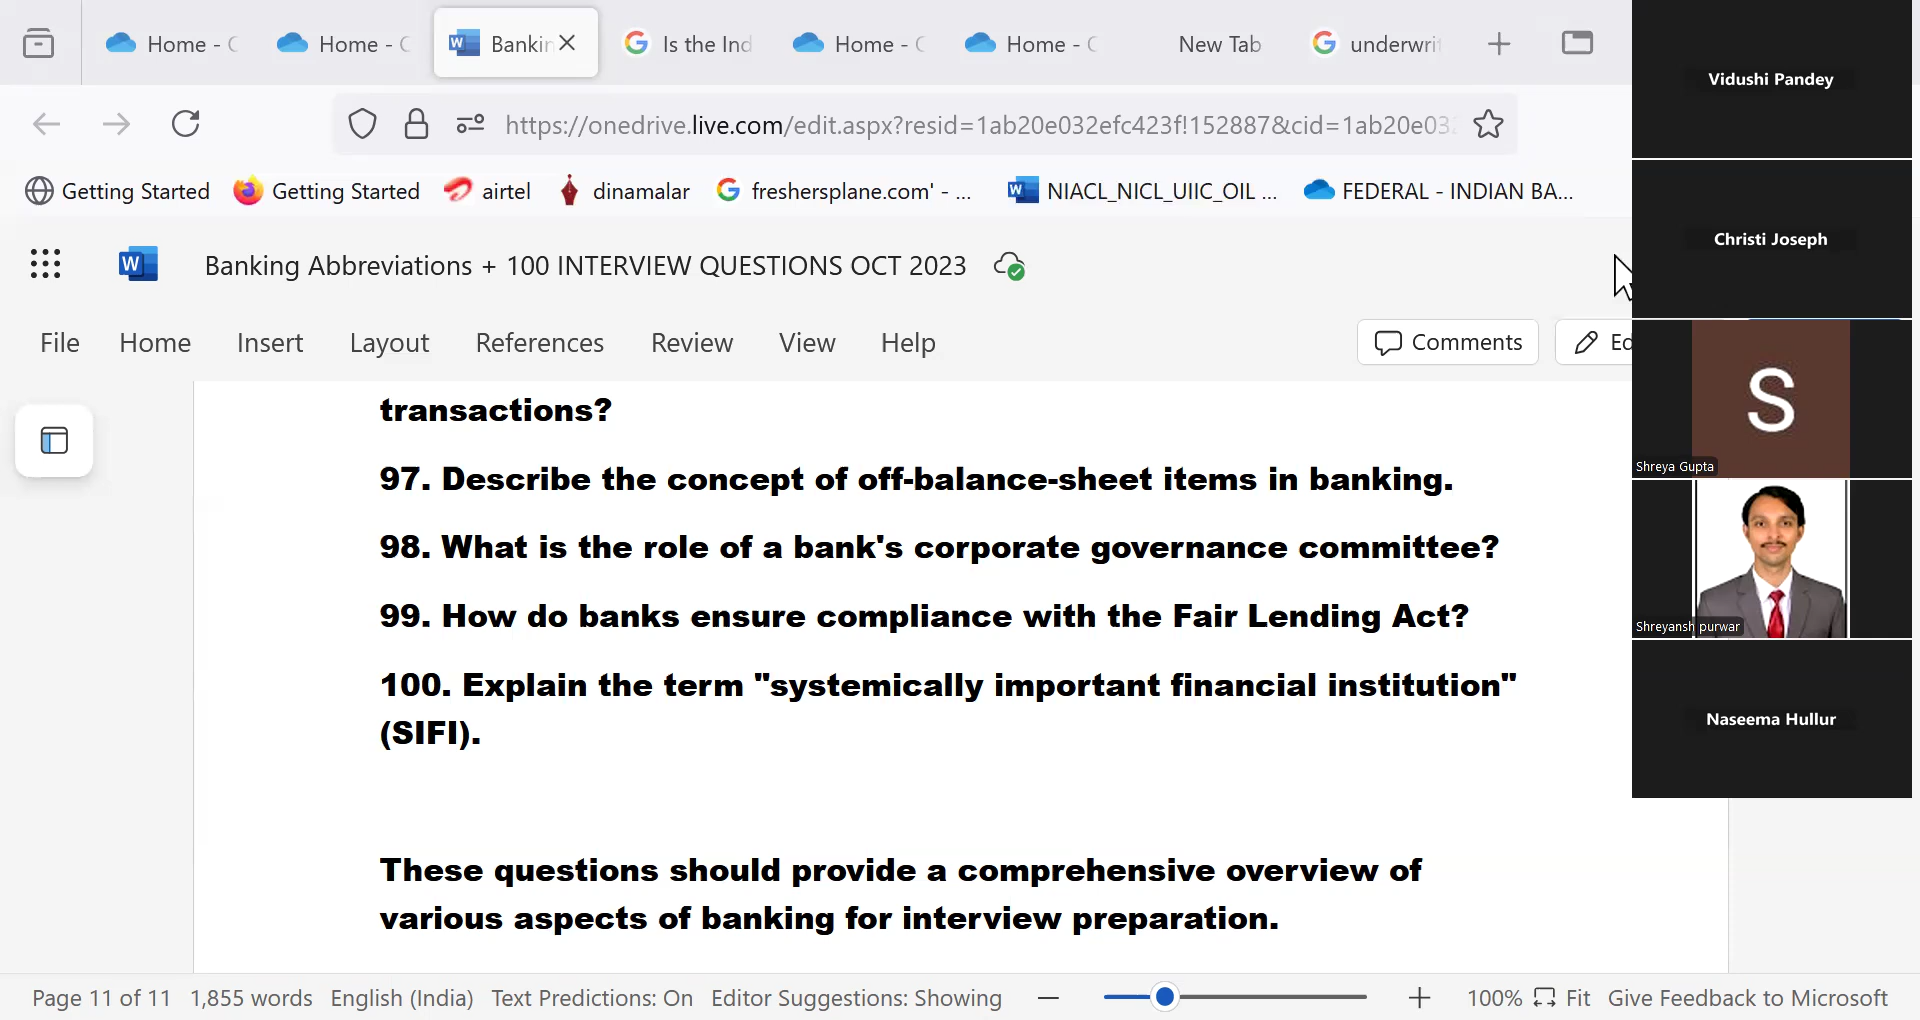 Home - C
Home - C
Bankin
Is the Ind
Home - C
Home - C
New Tab
underwri
https://onedrive.live.com/edit.aspx?resid=1ab20e032efc423f!152887&cid=1ab20e03
Getting Started
Getting Started
airtel
dinamalar
freshersplane.com' - ...
NIACL_NICL_UIIC_OIL ...
FEDERAL - INDIAN BA...
Banking Abbreviations + 100 INTERVIEW QUESTIONS OCT 2023
File Home Insert Layout References Review View Help
Comments
Ed
transactions?
97. Describe the concept of off-balance-sheet items in banking.
98. What is the role of a bank's corporate governance committee?
99. How do banks ensure compliance with the Fair Lending Act?
100. Explain the term "systemically important financial institution"
(SIFI).
These questions should provide a comprehensive overview of
various aspects of banking for interview preparation.
Page 11 of 11 1,855 words English (India) Text Predictions: On Editor Suggestions: Showing
100% Fit Give Feedback to Microsoft
Vidushi Pandey
Christi Joseph
S
Shreya Gupta
Shreyansh purwar
Naseema Hullur